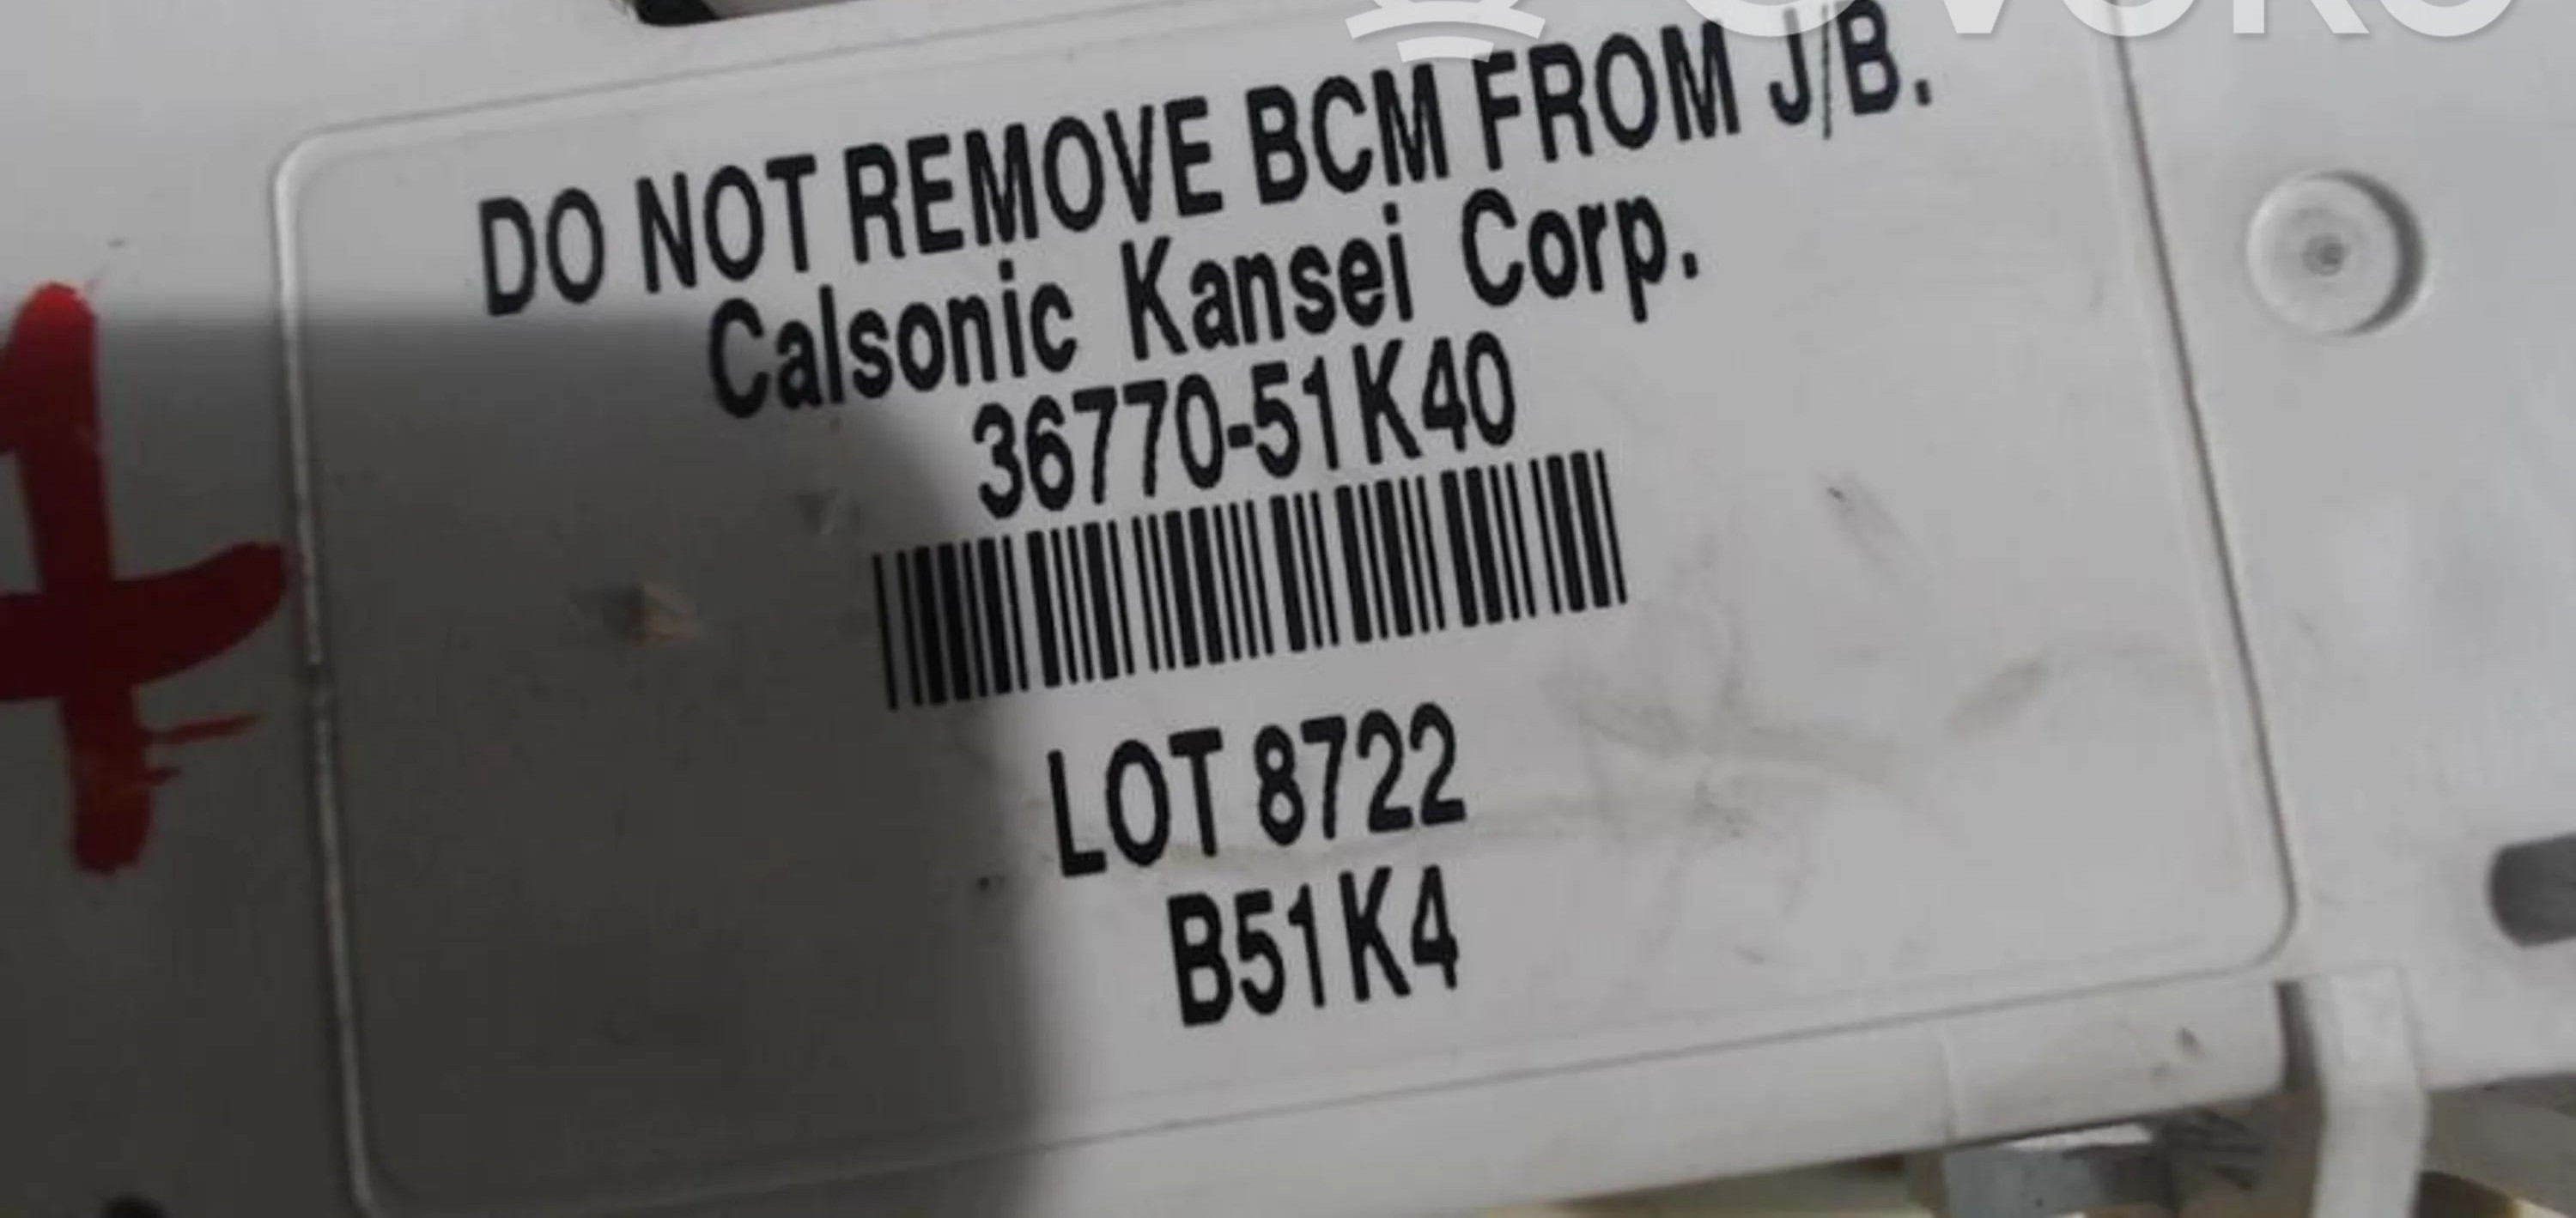 DO NOT REMOVE BCM FROM J/B.
Calsonic Kansei Corp.
36770-51K40
LOT 8722
B51K4